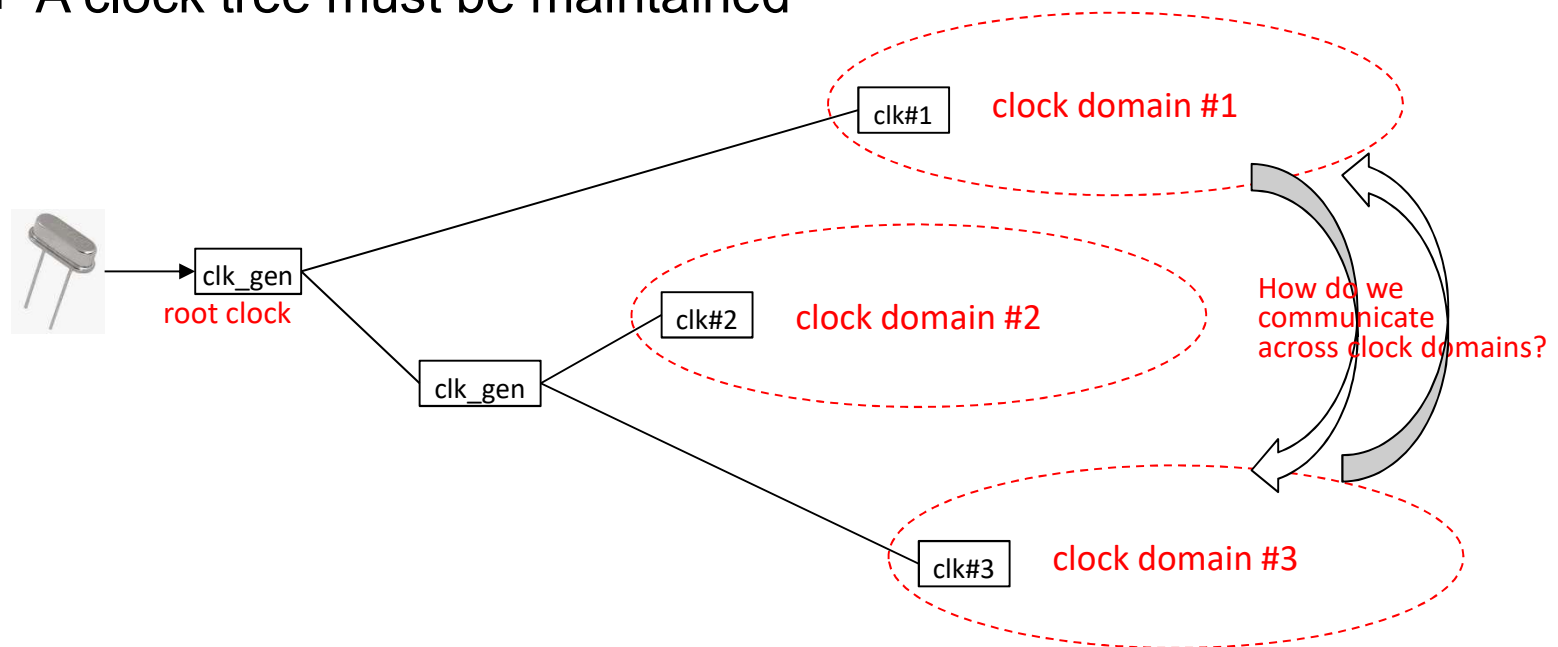 A clock tree must be maintained
clk#1
clock domain #1
clk_gen
root clock
clk#2
clock domain #2
How do we
communicate
across clock domains?
clk_gen
clk#3
clock domain #3